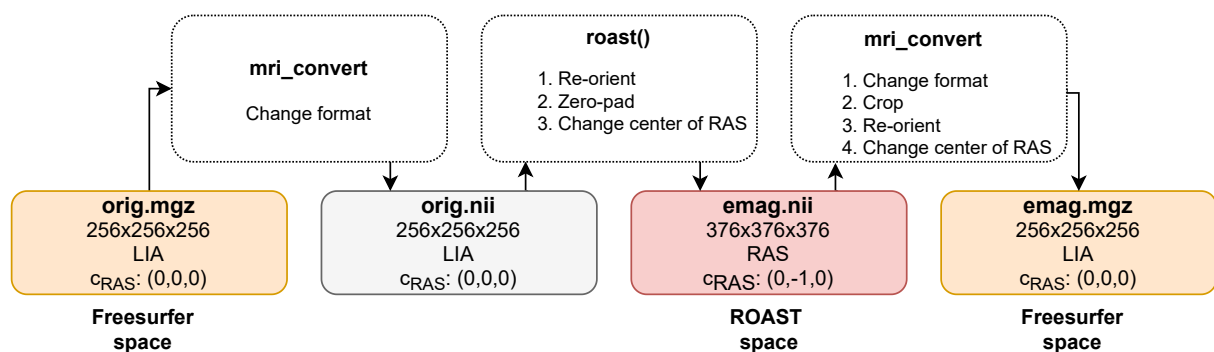 mri_convert
Change format
roast()
1. Re-orient
2. Zero-pad
3. Change center of RAS
mri_convert
1. Change format
2. Crop
3. Re-orient
4. Change center of RAS
orig.mgz
256x256x256
LIA
cRAS: (0,0,0)
orig.nii
256x256x256
LIA
cRAS: (0,0,0)
emag.nii
376x376x376
RAS
cRAS: (0,-1,0)
emag.mgz
256x256x256
LIA
cRAS: (0,0,0)
Freesurfer
space
ROAST
space
Freesurfer
space